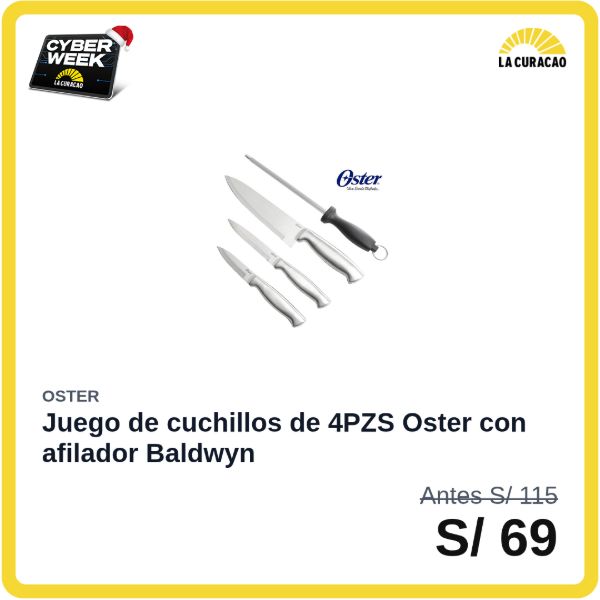 CYBER
WEEK
LA CURACAO
LA CURACAO
Oster
OSTER
Juego de cuchillos de 4PZS Oster con
afilador Baldwyn
Antes S/ 115
S/ 69